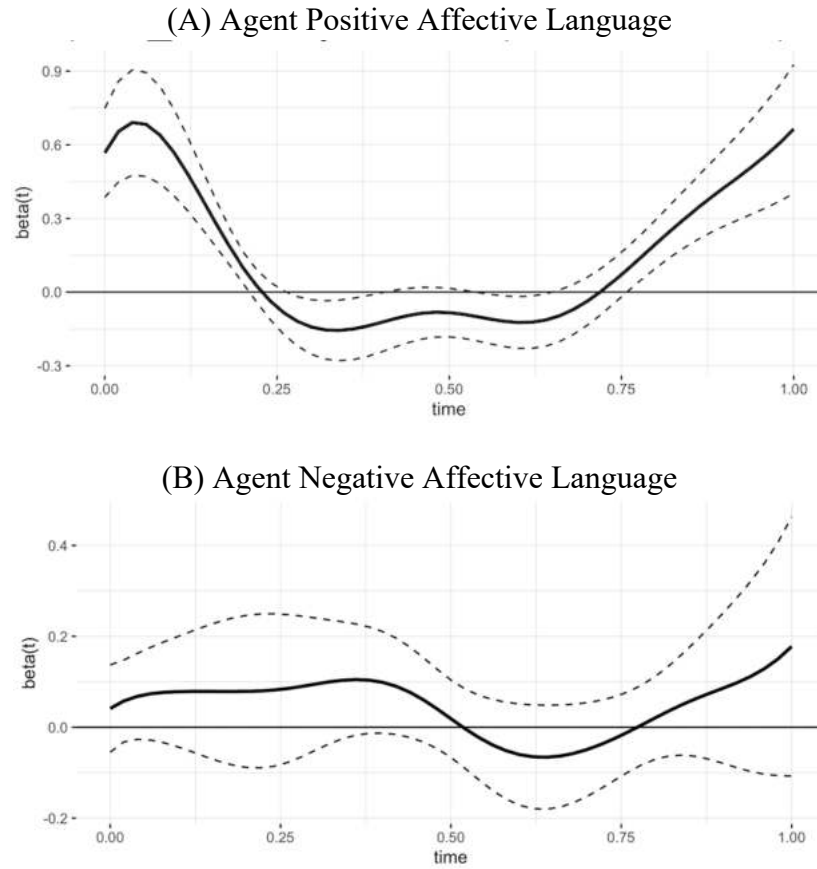 (A) Agent Positive Affective Language
0.9
0.6
0.3
0.0
-0.3
beta(t)
0.00 0.25 0.50 0.75 1.00
time
(B) Agent Negative Affective Language
0.4
0.2
0.0
-0.2
beta(t)
0.00 0.25 0.50 0.75 1.00
time